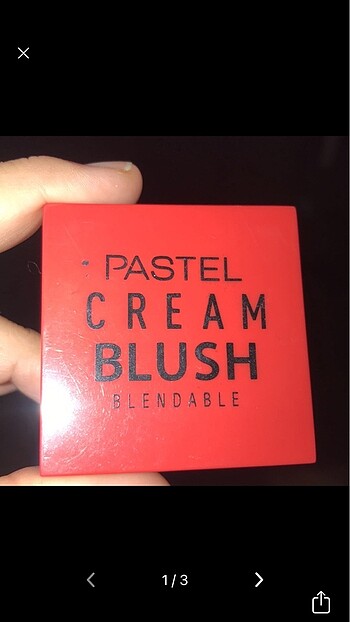 PASTEL
CREAM
BLUSH
BLENDABLE
1/3